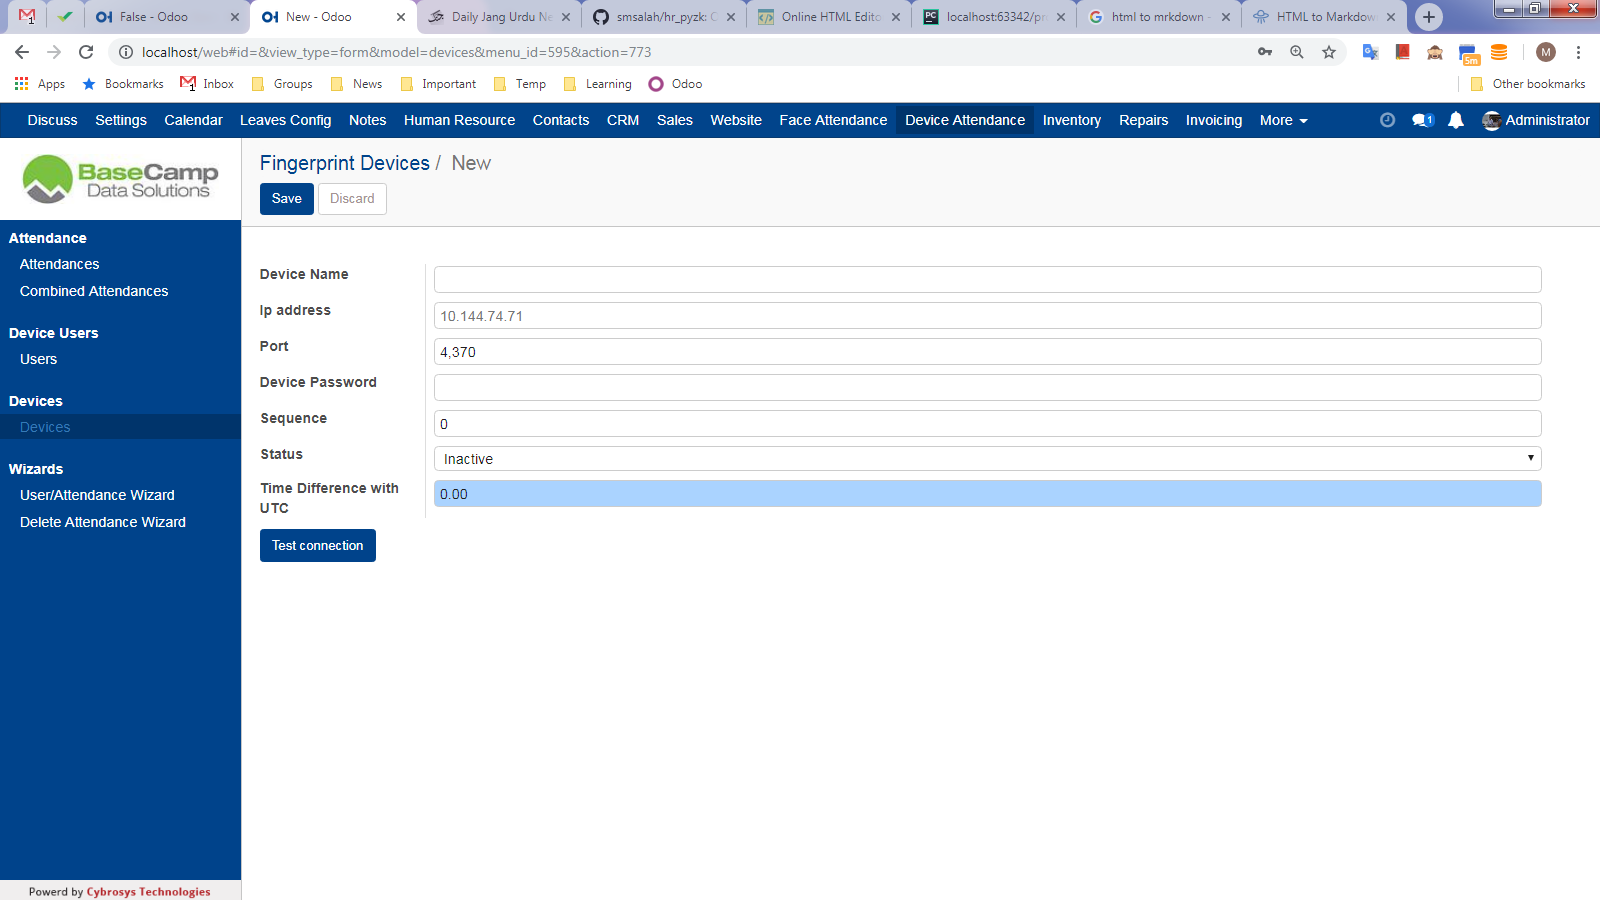 1 False - Odoo New - Odoo Daily Jang Urdu Ne smsalah/hr_pyzk: C Online HTML Edito PC localhost:63342/pr html to mrkdown - HTML to Markdow
localhost/web#id=&view_type=form&model=devices&menu_id=595&action=773 5m M
Apps Bookmarks 1 Inbox Groups News Important Temp Learning Odoo Other bookmarks
Discuss Settings Calendar Leaves Config Notes Human Resource Contacts CRM Sales Website Face Attendance Device Attendance Inventory Repairs Invoicing More 1 Administrator
BaseCamp
Data Solutions
Fingerprint Devices / New
Save Discard
Attendance
Attendances
Combined Attendances
Device Users
Users
Devices
Devices
Wizards
User/Attendance Wizard
Delete Attendance Wizard
Device Name
Ip address 10.144.74.71
Port 4,370
Device Password
Sequence 0
Status Inactive
Time Difference with UTC 0.00
Test connection
Powerd by Cybrosys Technologies